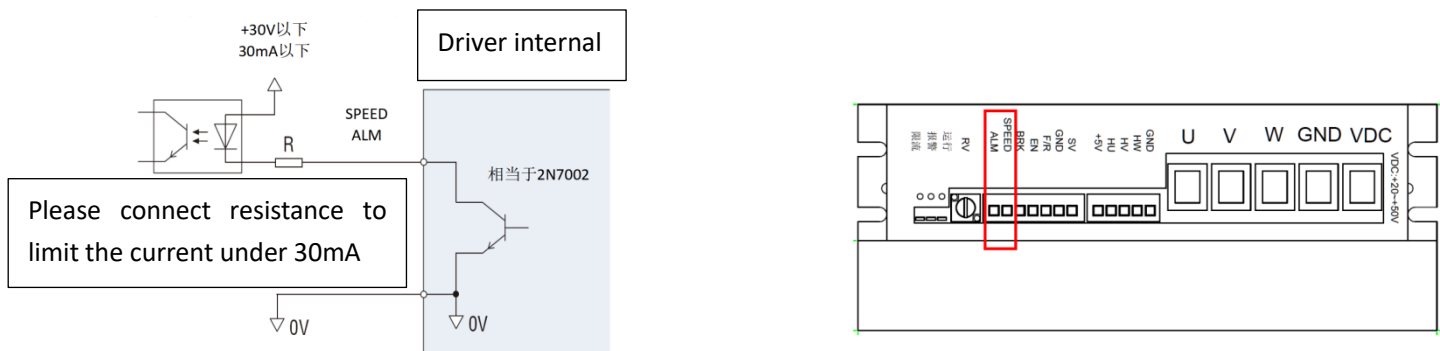 +30V以下
30mA以下
Driver internal
SPEED
ALM
R
相当于2N7002
Please connect resistance to
limit the current under 30mA
0V
0V
限流
报警
运行
RV
ALM
SPEED
BRK
EN
F/R
GND
SV
+5V
HU
HV
HW
GND
U V W GND VDC
VDC:+20~+50V